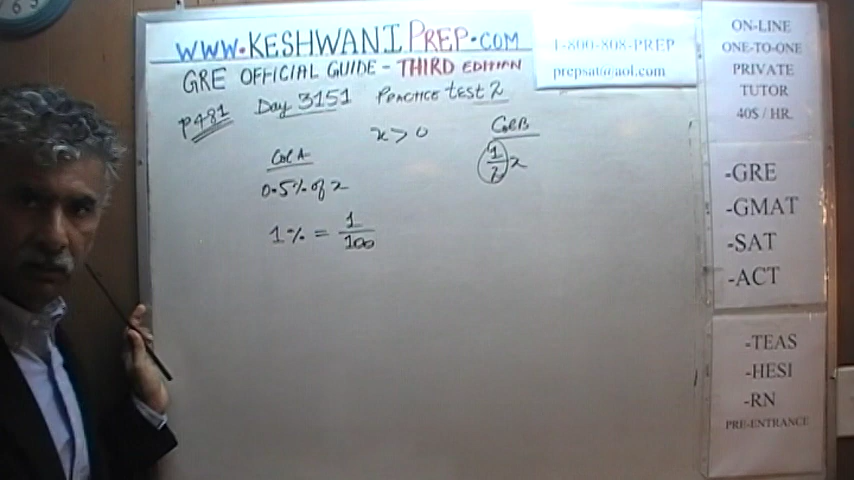 WWW.KESHWANIPREP.COM
GRE OFFICIAL GUIDE - THIRD EDITION
P481 Day 3151 PRACTICE test 2
x > 0
Col A
Col B
0.5% of x
1/2 x
1% = 1/100
1-800-808-PREP
prepsat@aol.com
ON-LINE
ONE-TO-ONE
PRIVATE
TUTOR
40$ / HR.
-GRE
-GMAT
-SAT
-ACT
-TEAS
-HESI
-RN
PRE-ENTRANCE